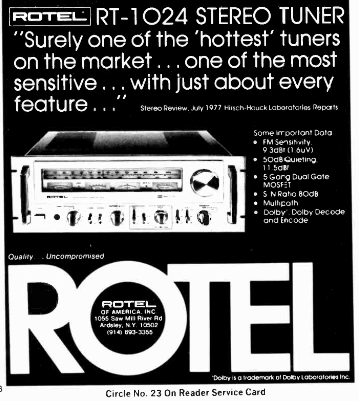 ROTEL RT-1024 STEREO TUNER
"Surely one of the 'hottest' tuners
on the market . . . one of the most
sensitive . . . with just about every
feature . . ." Stereo Review, July 1977 Hirsch-Houck Laboratories Reports
Some Important Data
• FM Sensitivity
9.3dBf (1.6uV)
• 50dB Quieting
11.5dBf
• 5 Gang Dual Gate
MOSFET
• S N Ratio 80dB
• Multipath
• Dolby* Dolby Decode
and Encode
ROTEL
Quality . . . Uncompromised
ROTEL
ROTEL
OF AMERICA, INC.
1055 Saw Mill River Rd
Ardsley, N.Y. 10502
(914) 693-3355
*Dolby is a trademark of Dolby Laboratories Inc.
Circle No. 23 On Reader Service Card